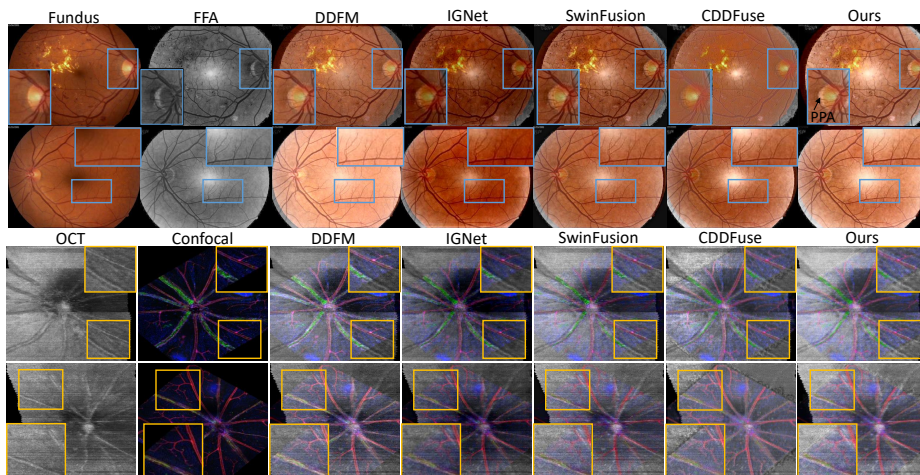 Fundus FFA DDFM IGNet SwinFusion CDDFuse Ours
PPA
OCT Confocal DDFM IGNet SwinFusion CDDFuse Ours